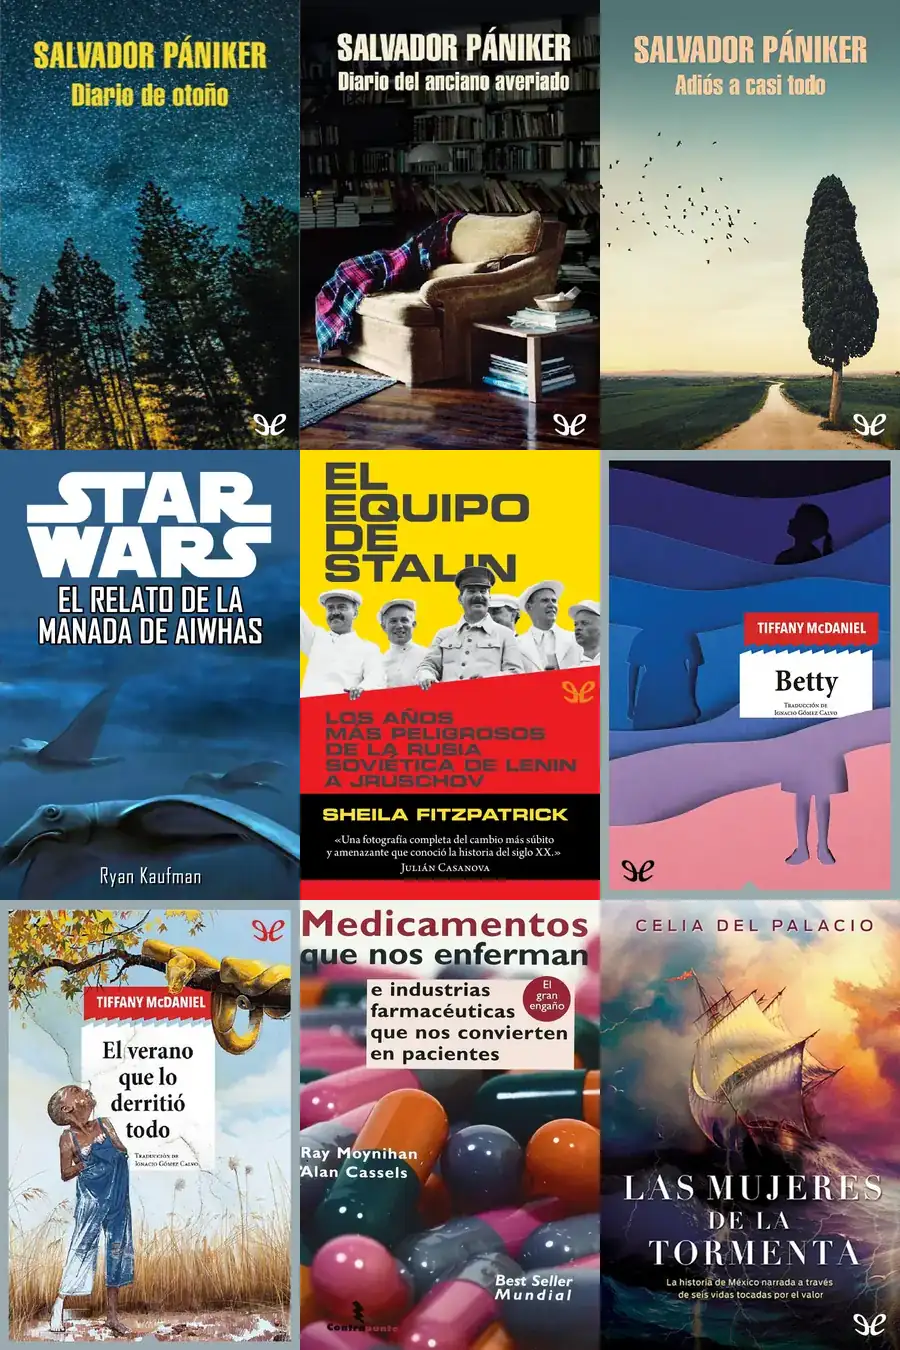 SALVADOR PÁNIKER
Diario de otoño
SALVADOR PÁNIKER
Diario del anciano averiado
SALVADOR PÁNIKER
Adiós a casi todo
STAR
WARS
EL RELATO DE LA
MANADA DE AIWHAS
Ryan Kaufman
EL
EQUIPO
DE
STALIN
LOS AÑOS
MÁS PELIGROSOS
DE LA RUSIA
SOVIÉTICA DE LENIN
A JRUSCHOV
SHEILA FITZPATRICK
«Una fotografía completa del cambio más súbito
y amenazante que conoció la historia del siglo XX.»
JULIÁN CASANOVA
TIFFANY McDANIEL
Betty
TRADUCCIÓN DE
IGNACIO GÓMEZ CALVO
TIFFANY McDANIEL
El verano
que lo
derritió
todo
TRADUCCIÓN DE
IGNACIO GÓMEZ CALVO
Medicamentos
que nos enferman
e industrias
farmacéuticas
que nos convierten
en pacientes
El
gran
engaño
Ray Moynihan
Alan Cassels
Best Seller
Mundial
Contrapunto
CELIA DEL PALACIO
LAS MUJERES
DE LA
TORMENTA
La historia de México narrada a través
de seis vidas tocadas por el valor